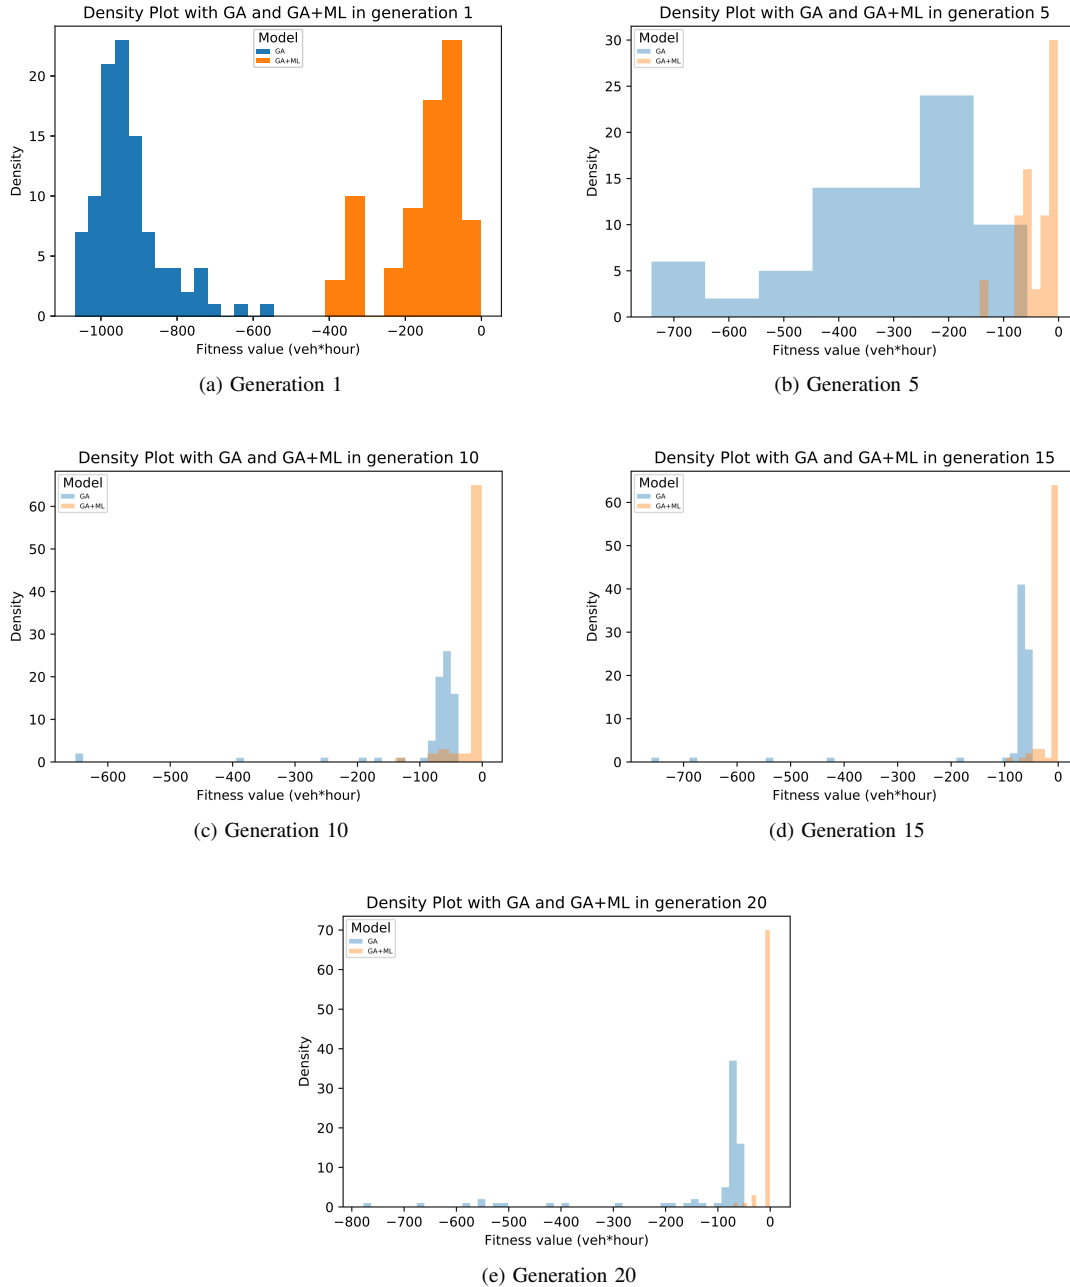 Density Plot with GA and GA+ML in generation 1
Model
GA
GA+ML
Density
20
15
10
5
0
−1000 −800 −600 −400 −200 0
Fitness value (veh*hour)
(a) Generation 1
Density Plot with GA and GA+ML in generation 5
Model
GA
GA+ML
Density
30
25
20
15
10
5
0
−700 −600 −500 −400 −300 −200 −100 0
Fitness value (veh*hour)
(b) Generation 5
Density Plot with GA and GA+ML in generation 10
Model
GA
GA+ML
Density
60
50
40
30
20
10
0
−600 −500 −400 −300 −200 −100 0
Fitness value (veh*hour)
(c) Generation 10
Density Plot with GA and GA+ML in generation 15
Model
GA
GA+ML
Density
60
50
40
30
20
10
0
−700 −600 −500 −400 −300 −200 −100 0
Fitness value (veh*hour)
(d) Generation 15
Density Plot with GA and GA+ML in generation 20
Model
GA
GA+ML
Density
70
60
50
40
30
20
10
0
−800 −700 −600 −500 −400 −300 −200 −100 0
Fitness value (veh*hour)
(e) Generation 20